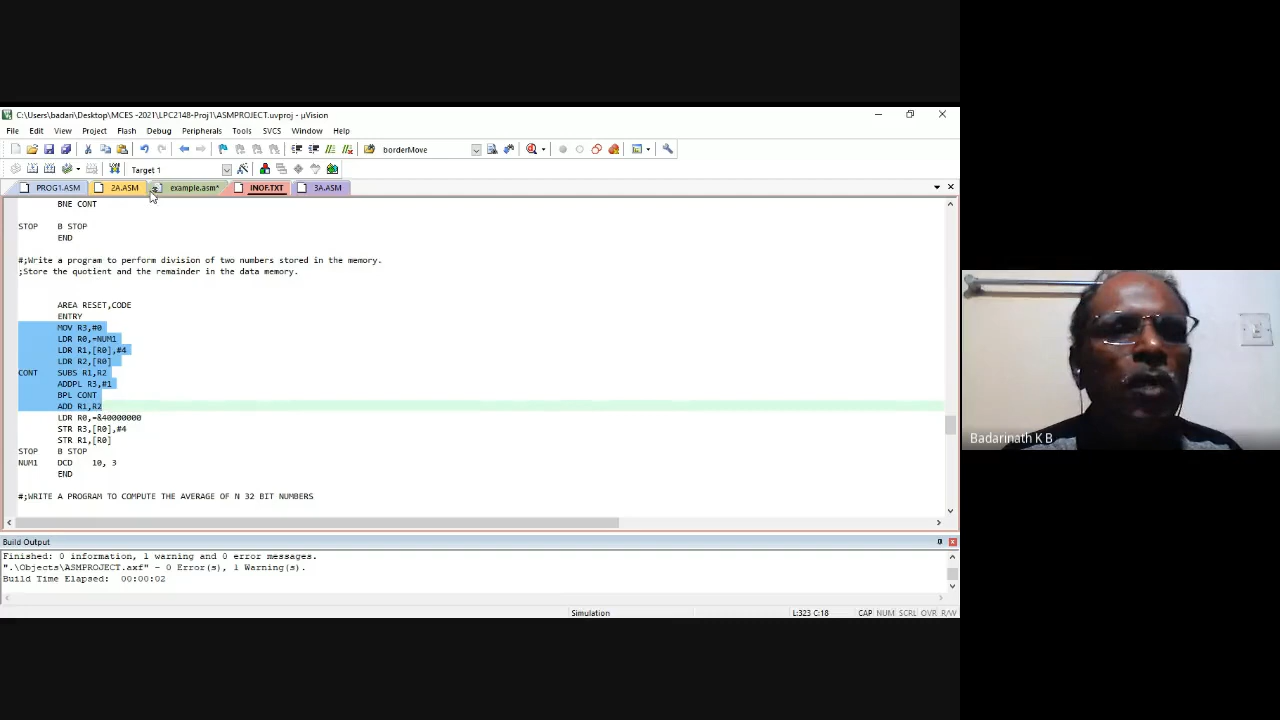 C:\Users\badari\Desktop\MCES -2021\LPC2148-Proj1\ASMPROJECT.uvproj - µVision
File Edit View Project Flash Debug Peripherals Tools SVCS Window Help
borderMove
Target 1
PROG1.ASM 2A.ASM example.asm* INOF.TXT 3A.ASM
BNE CONT
STOP B STOP
END
#;Write a program to perform division of two numbers stored in the memory.
;Store the quotient and the remainder in the data memory.
AREA RESET,CODE
ENTRY
MOV R3,#0
LDR R0,=NUM1
LDR R1,[R0],#4
LDR R2,[R0]
CONT SUBS R1,R2
ADDPL R3,#1
BPL CONT
ADD R1,R2
LDR R0,=&40000000
STR R3,[R0],#4
STR R1,[R0]
STOP B STOP
NUM1 DCD 10, 3
END
#;WRITE A PROGRAM TO COMPUTE THE AVERAGE OF N 32 BIT NUMBERS
Build Output
Finished: 0 information, 1 warning and 0 error messages.
".\Objects\ASMPROJECT.axf" - 0 Error(s), 1 Warning(s).
Build Time Elapsed: 00:00:02
Simulation L:323 C:18 CAP NUM SCRL OVR R/W
Badarinath K B